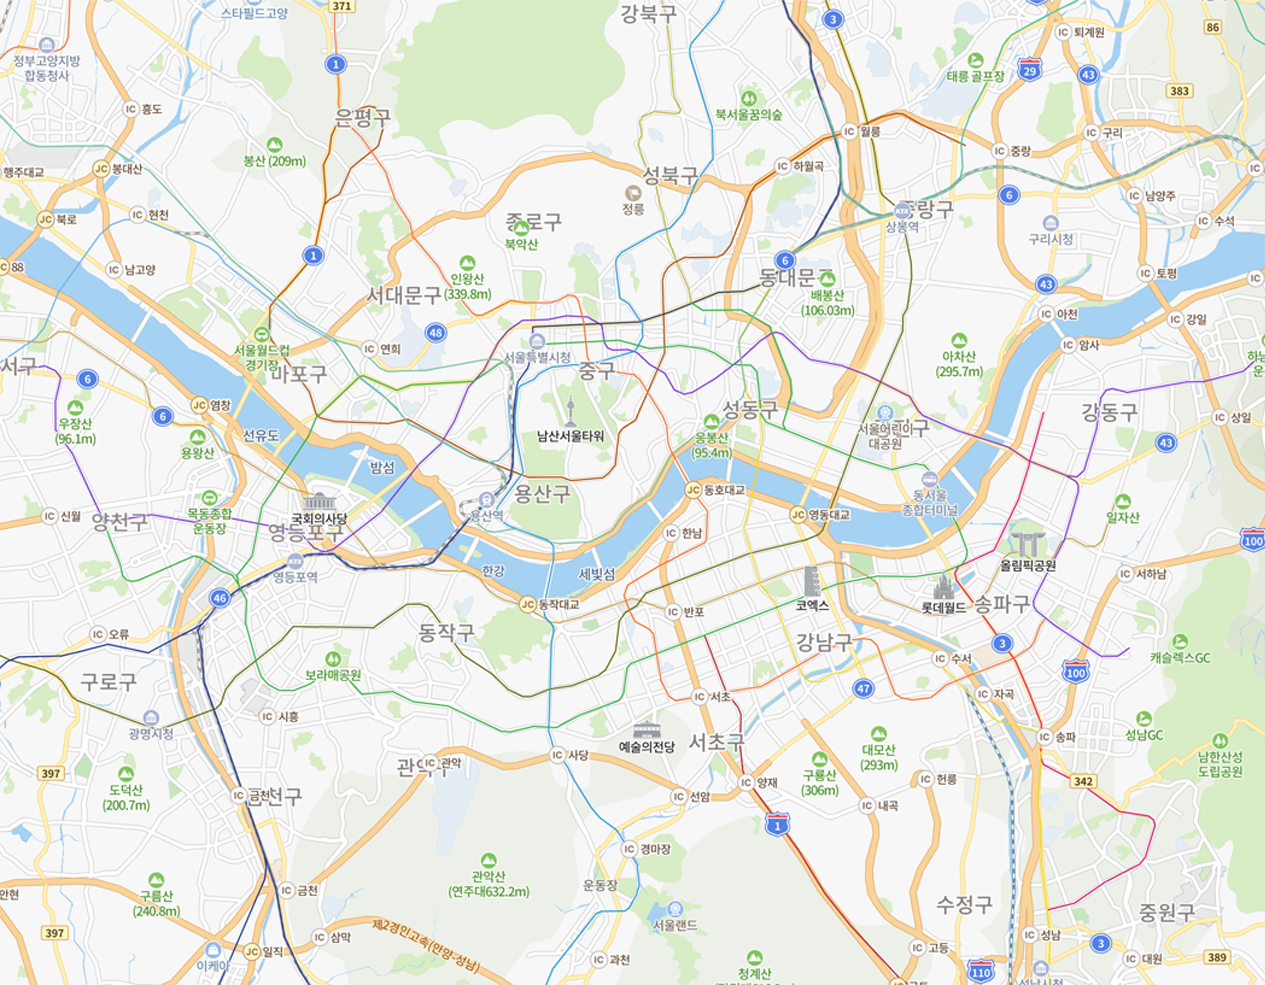 371
스타필드고양
강북구
3
퇴계원
86
정부고양지방
합동청사
1
태릉 골프장
29
43
383
흥도
은평구
북서울꿈의숲
월릉
구리
봉산 (209m)
중랑
행주대교
봉대산
하월곡
성북구
6
남양주
정릉
북로
현천
종로구
북악산
중랑구
상봉역
수석
구리시청
88
남고양
1
인왕산
(339.8m)
6
동대문구
배봉산
(106.03m)
토평
43
서대문구
아천
강일
48
서울월드컵
경기장
연희
서울특별시청
아차산
(295.7m)
암사
서구
6
마포구
중구
염창
6
우장산
(96.1m)
성동구
서울어린이
대공원
구
강동구
상일
선유도
남산서울타워
응봉산
(95.4m)
43
용왕산
밤섬
동서울
종합터미널
목동종합
운동장
국회의사당
용산역
용산구
동호대교
영동대교
일자산
신월
양천구
영등포구
한남
100
영등포역
한강
세빛섬
올림픽공원
서하남
46
동작대교
반포
코엑스
롯데월드
송파구
오류
동작구
강남구
3
캐슬렉스GC
보라매공원
수서
100
구로구
서초
47
자곡
시흥
광명시청
예술의전당
서초구
대모산
(293m)
송파
성남GC
관악구
관악
사당
남한산성
도립공원
397
도덕산
(200.7m)
구룡산
(306m)
양재
헌릉
342
금천
금천구
선암
내곡
1
경마장
관악산
(연주대632.2m)
운동장
구름산
(240.8m)
금천
안현
서울랜드
수정구
중원구
397
삼막
제2경인고속(안양-성남)
성남
3
일직
이케아
고등
대원
389
과천
청계산
110
성남시청